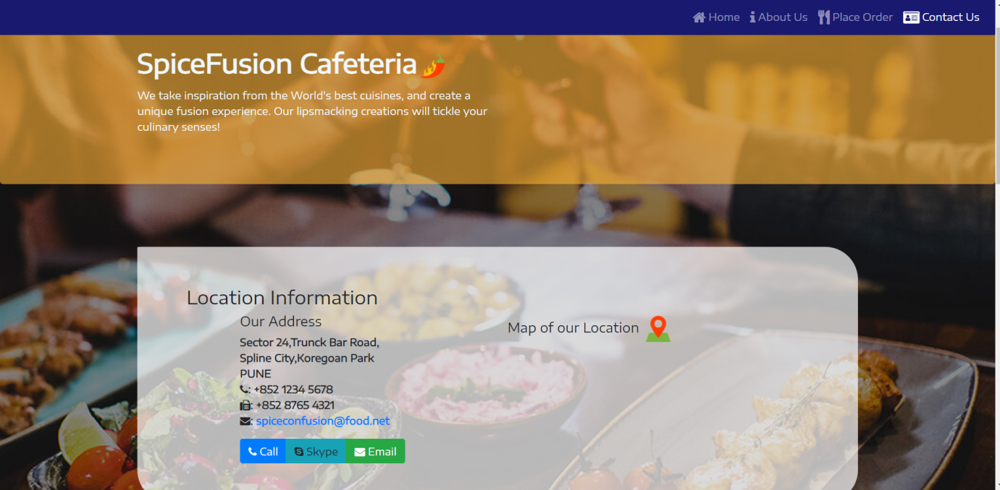 Home About Us Place Order Contact Us
SpiceFusion Cafeteria
We take inspiration from the World's best cuisines, and create a
unique fusion experience. Our lipsmacking creations will tickle your
culinary senses!
Location Information
Our Address
Sector 24,Trunck Bar Road,
Spline City,Koregoan Park
PUNE
: +852 1234 5678
: +852 8765 4321
: spiceconfusion@food.net
Call Skype Email
Map of our Location